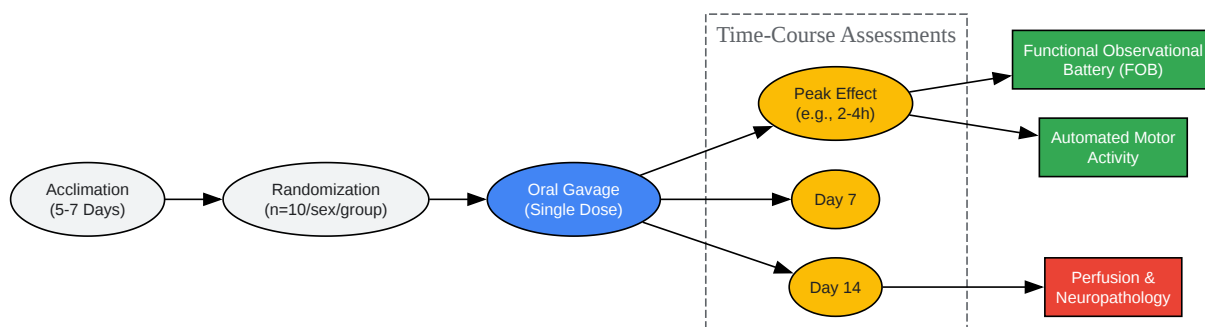 Time-Course Assessments
Functional Observational
Battery (FOB)
Peak Effect
(e.g., 2-4h)
Automated Motor
Activity
Acclimation
(5-7 Days)
Randomization
(n=10/sex/group)
Oral Gavage
(Single Dose)
Day 7
Day 14
Perfusion &
Neuropathology